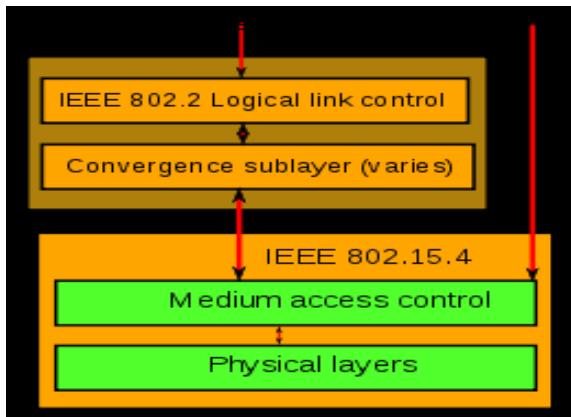 IEEE 802.2 Logical link control
Convergence sublayer (varies)
IEEE 802.15.4
Medium access control
Physical layers